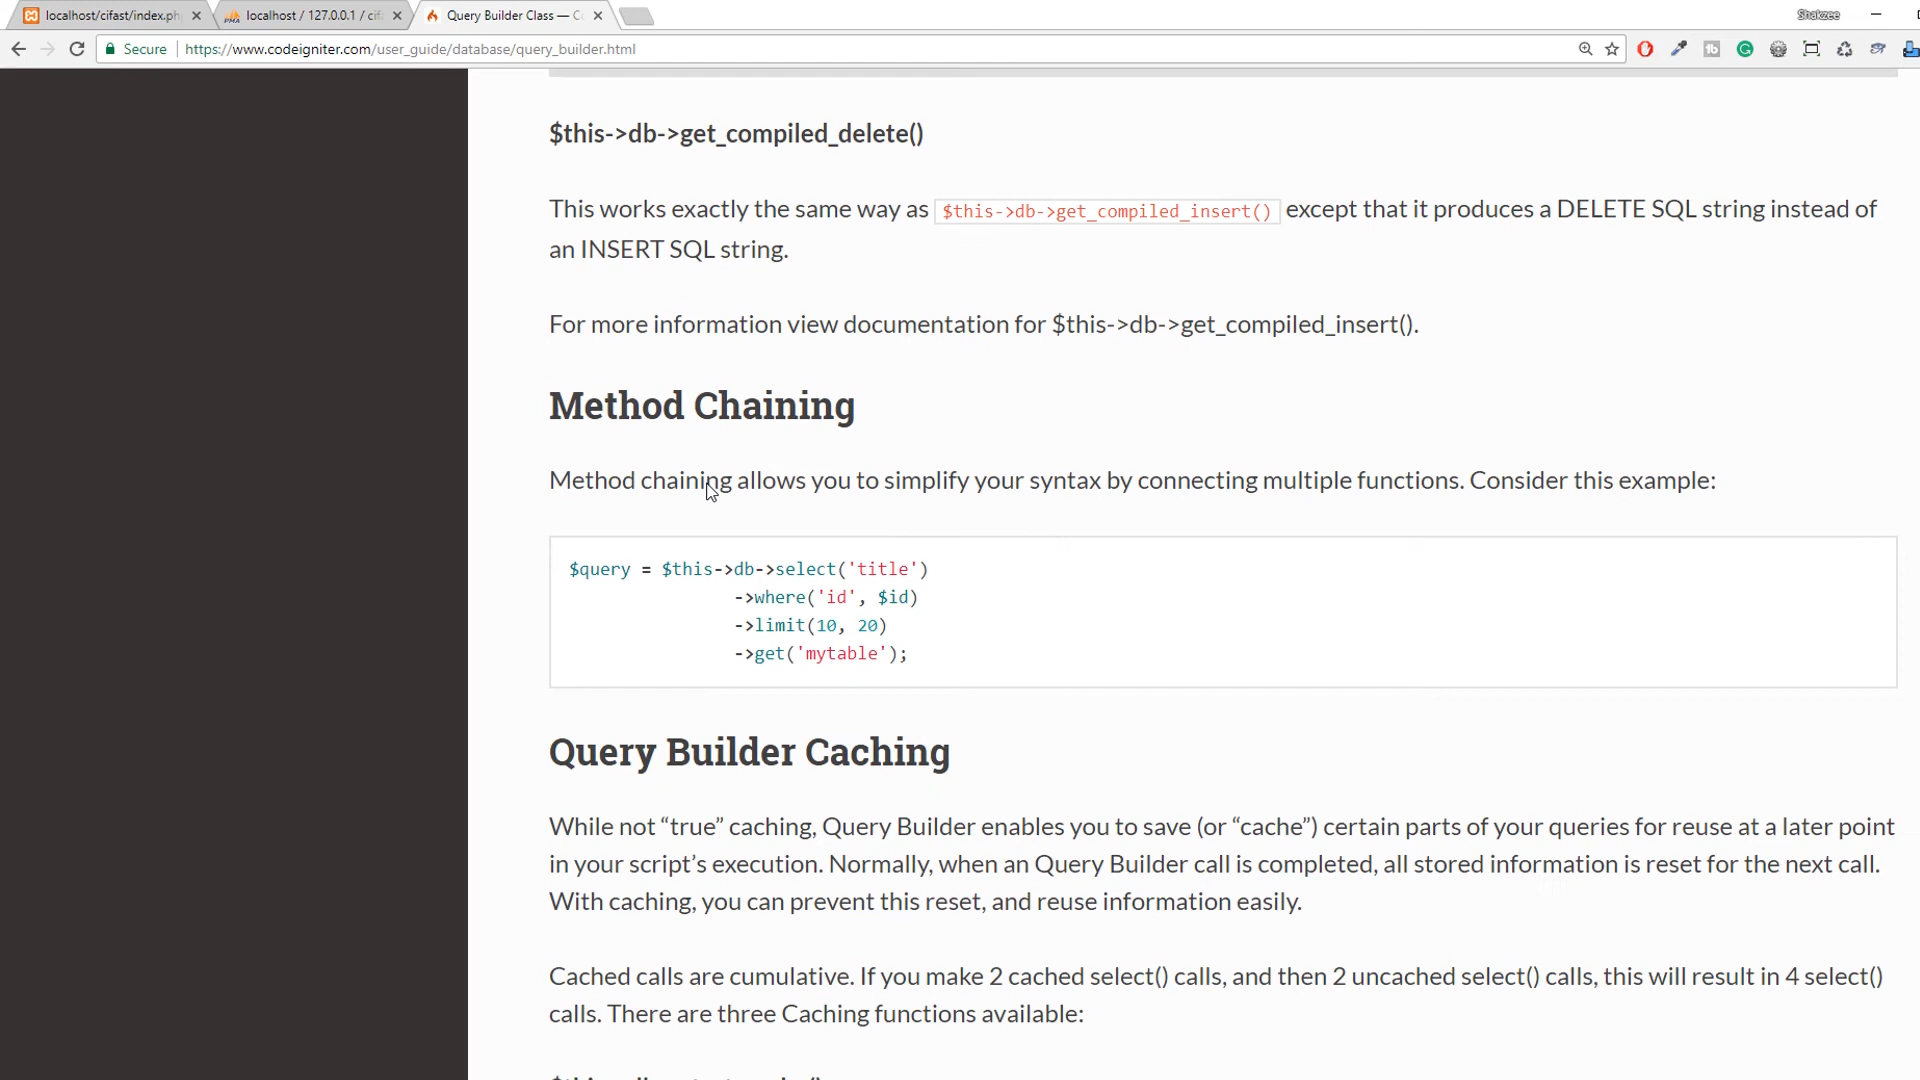 localhost/cifast/index.ph
localhost / 127.0.0.1 / cif
Query Builder Class — C
Shakzee
Secure
https://www.codeigniter.com/user_guide/database/query_builder.html
$this->db->get_compiled_delete()
This works exactly the same way as $this->db->get_compiled_insert() except that it produces a DELETE SQL string instead of
an INSERT SQL string.
For more information view documentation for $this->db->get_compiled_insert().
Method Chaining
Method chaining allows you to simplify your syntax by connecting multiple functions. Consider this example:
$query = $this->db->select('title')
->where('id', $id)
->limit(10, 20)
->get('mytable');
Query Builder Caching
While not “true” caching, Query Builder enables you to save (or “cache”) certain parts of your queries for reuse at a later point
in your script’s execution. Normally, when an Query Builder call is completed, all stored information is reset for the next call.
With caching, you can prevent this reset, and reuse information easily.
Cached calls are cumulative. If you make 2 cached select() calls, and then 2 uncached select() calls, this will result in 4 select()
calls. There are three Caching functions available: